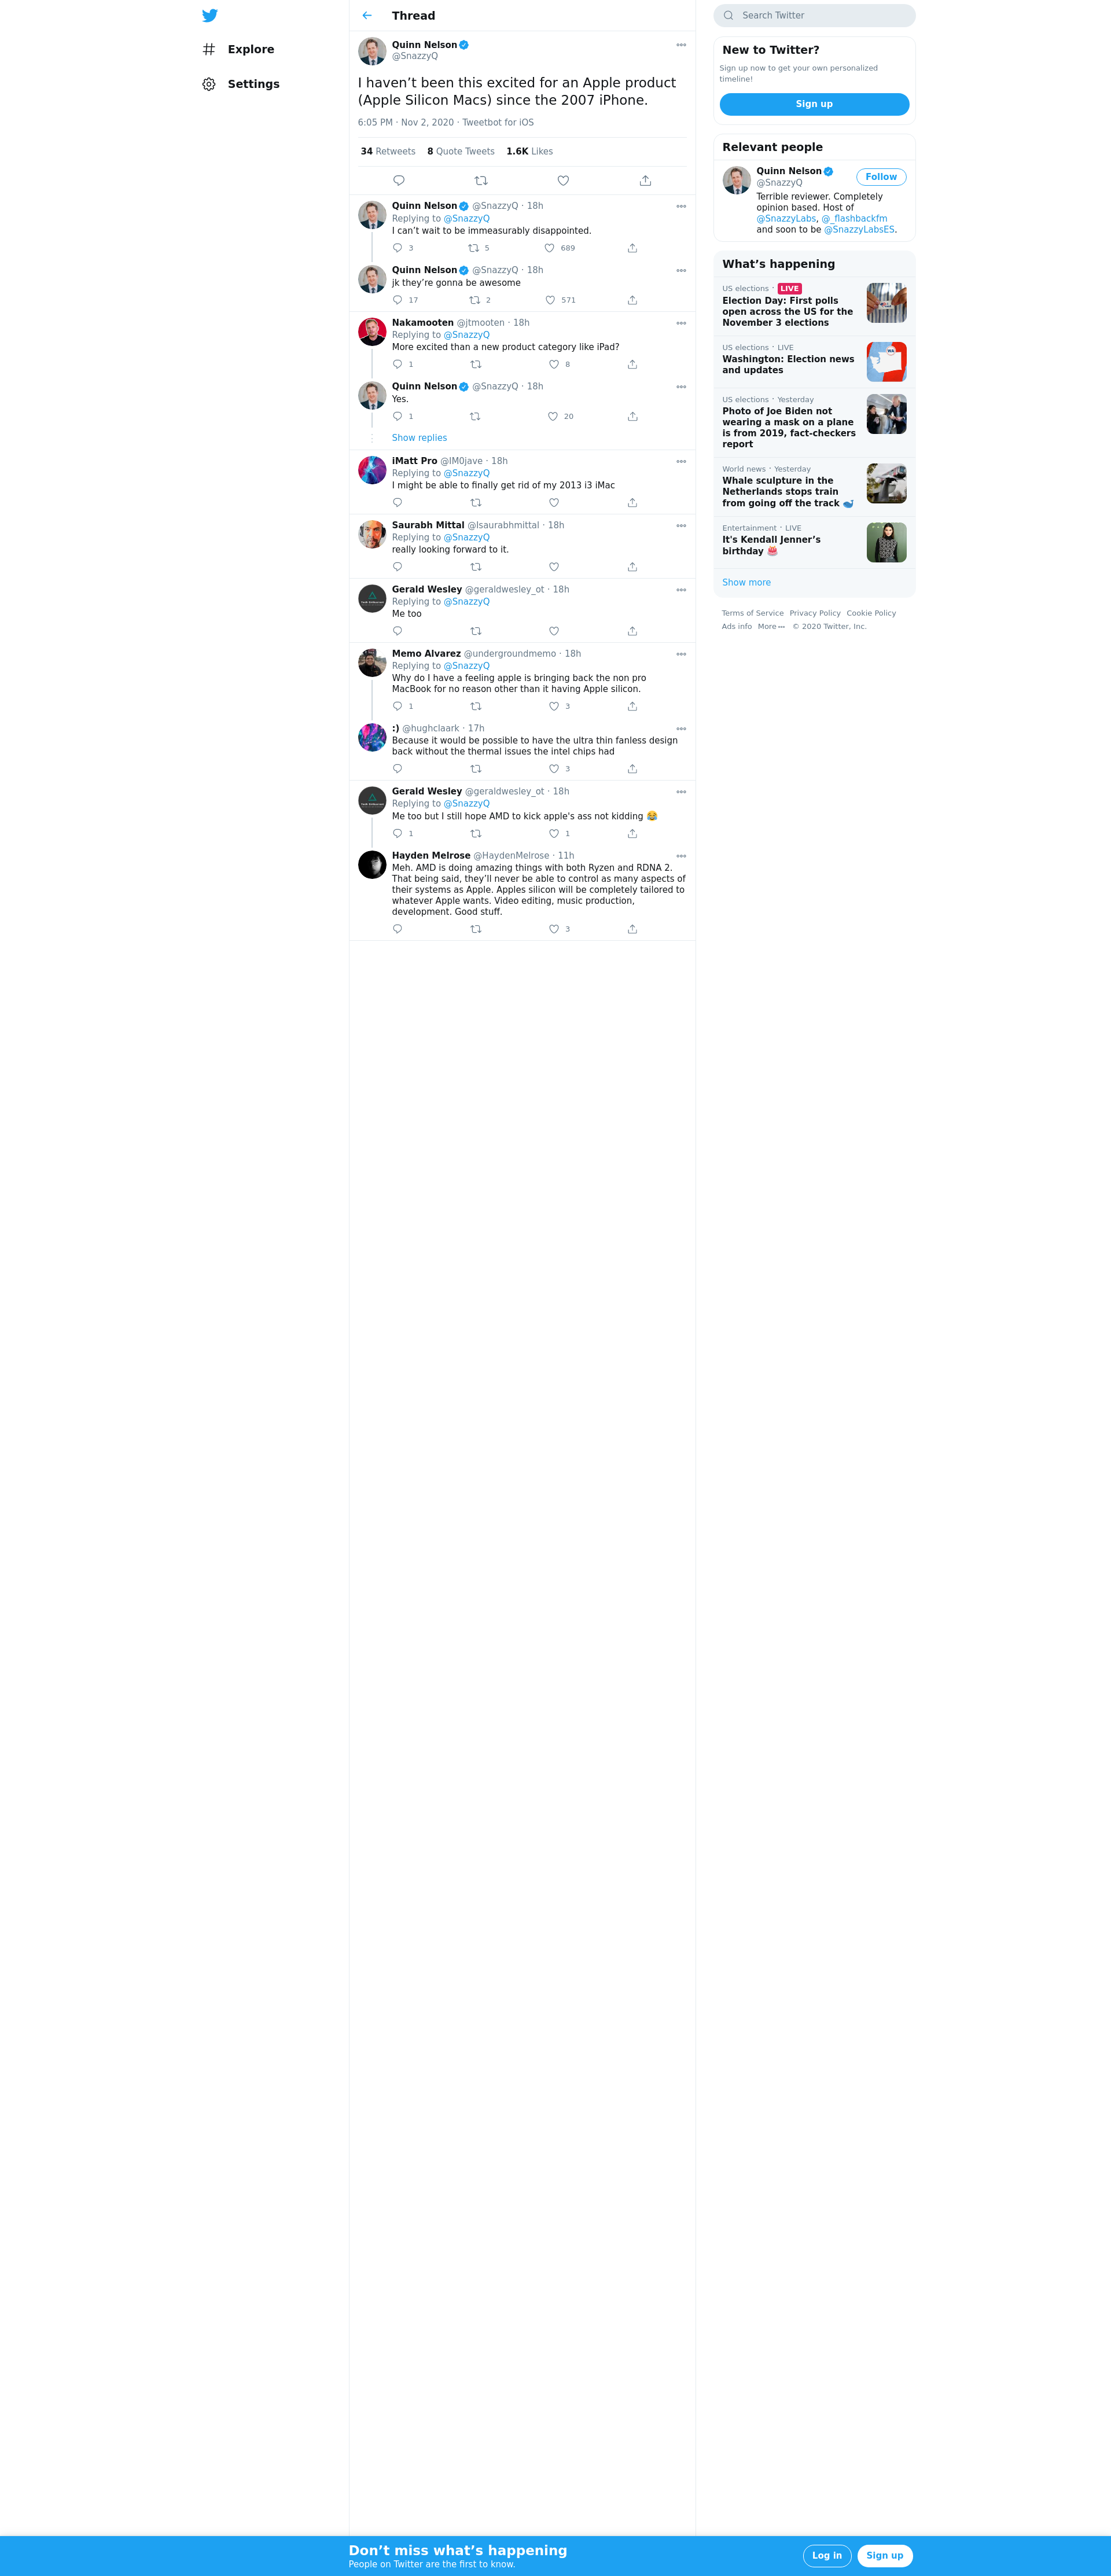 Explore
Settings
Thread
Quinn Nelson
@SnazzyQ
I haven’t been this excited for an Apple product
(Apple Silicon Macs) since the 2007 iPhone.
6:05 PM · Nov 2, 2020 · Tweetbot for iOS
34 Retweets 8 Quote Tweets 1.6K Likes
Quinn Nelson @SnazzyQ · 18h
Replying to @SnazzyQ
I can’t wait to be immeasurably disappointed.
3 5 689
Quinn Nelson @SnazzyQ · 18h
jk they’re gonna be awesome
17 2 571
Nakamooten @jtmooten · 18h
Replying to @SnazzyQ
More excited than a new product category like iPad?
1 8
Quinn Nelson @SnazzyQ · 18h
Yes.
1 20
Show replies
iMatt Pro @IM0jave · 18h
Replying to @SnazzyQ
I might be able to finally get rid of my 2013 i3 iMac
Saurabh Mittal @Isaurabhmittal · 18h
Replying to @SnazzyQ
really looking forward to it.
Gerald Wesley @geraldwesley_ot · 18h
Replying to @SnazzyQ
Me too
Memo Alvarez @undergroundmemo · 18h
Replying to @SnazzyQ
Why do I have a feeling apple is bringing back the non pro
MacBook for no reason other than it having Apple silicon.
1 3
:) @hughclaark · 17h
Because it would be possible to have the ultra thin fanless design
back without the thermal issues the intel chips had
3
Gerald Wesley @geraldwesley_ot · 18h
Replying to @SnazzyQ
Me too but I still hope AMD to kick apple's ass not kidding 😂
1 1
Hayden Melrose @HaydenMelrose · 11h
Meh. AMD is doing amazing things with both Ryzen and RDNA 2.
That being said, they’ll never be able to control as many aspects of
their systems as Apple. Apples silicon will be completely tailored to
whatever Apple wants. Video editing, music production,
development. Good stuff.
3
Search Twitter
New to Twitter?
Sign up now to get your own personalized
timeline!
Sign up
Relevant people
Quinn Nelson
@SnazzyQ
Follow
Terrible reviewer. Completely
opinion based. Host of
@SnazzyLabs, @_flashbackfm
and soon to be @SnazzyLabsES.
What’s happening
US elections · LIVE
Election Day: First polls
open across the US for the
November 3 elections
US elections · LIVE
Washington: Election news
and updates
US elections · Yesterday
Photo of Joe Biden not
wearing a mask on a plane
is from 2019, fact-checkers
report
World news · Yesterday
Whale sculpture in the
Netherlands stops train
from going off the track 🐋
Entertainment · LIVE
It's Kendall Jenner’s
birthday 🎂
Show more
Terms of Service Privacy Policy Cookie Policy
Ads info More © 2020 Twitter, Inc.
Don’t miss what’s happening
People on Twitter are the first to know.
Log in
Sign up